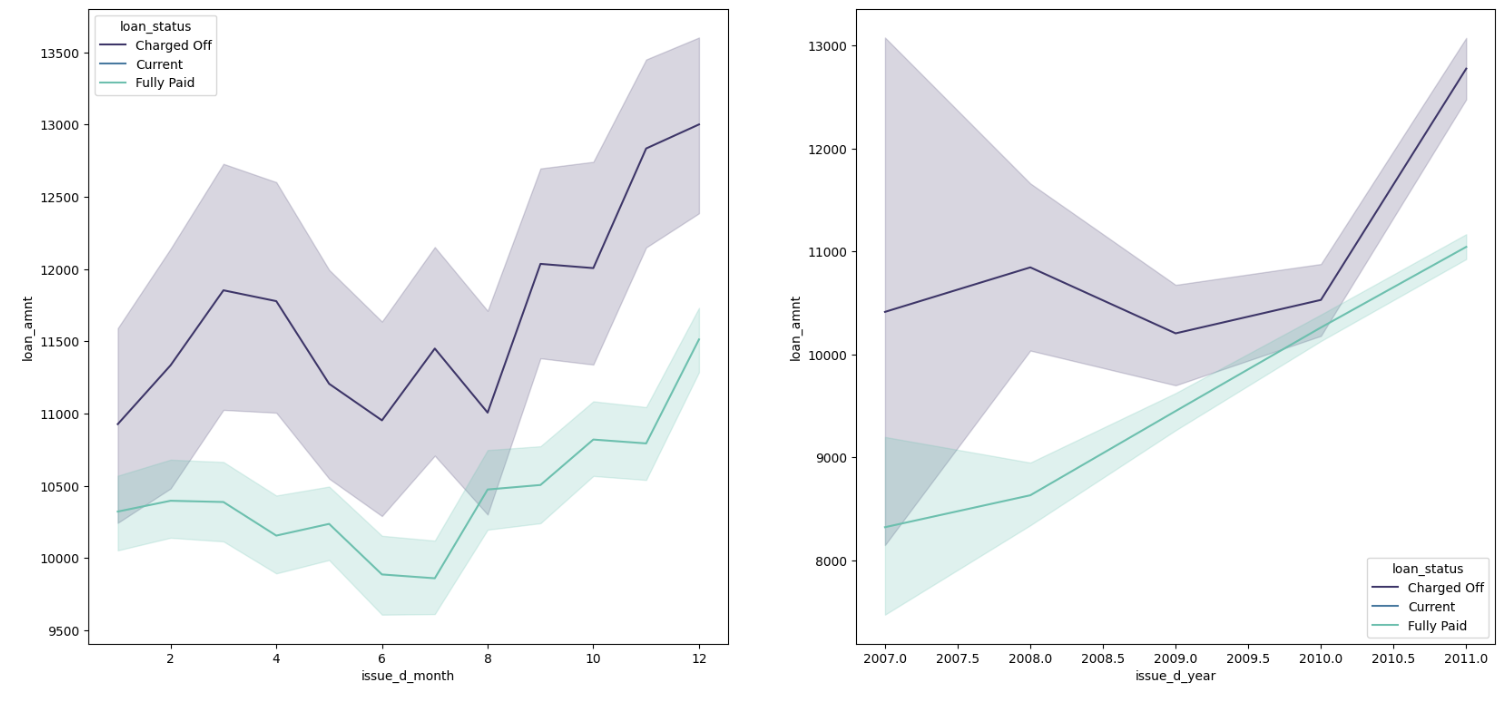 loan_status
Charged Off
Current
Fully Paid
13500
13000
12500
12000
11500
11000
10500
10000
9500
loan_amnt
2 4 6 8 10 12
issue_d_month
13000
12000
11000
10000
9000
8000
loan_amnt
loan_status
Charged Off
Current
Fully Paid
2007.0 2007.5 2008.0 2008.5 2009.0 2009.5 2010.0 2010.5 2011.0
issue_d_year